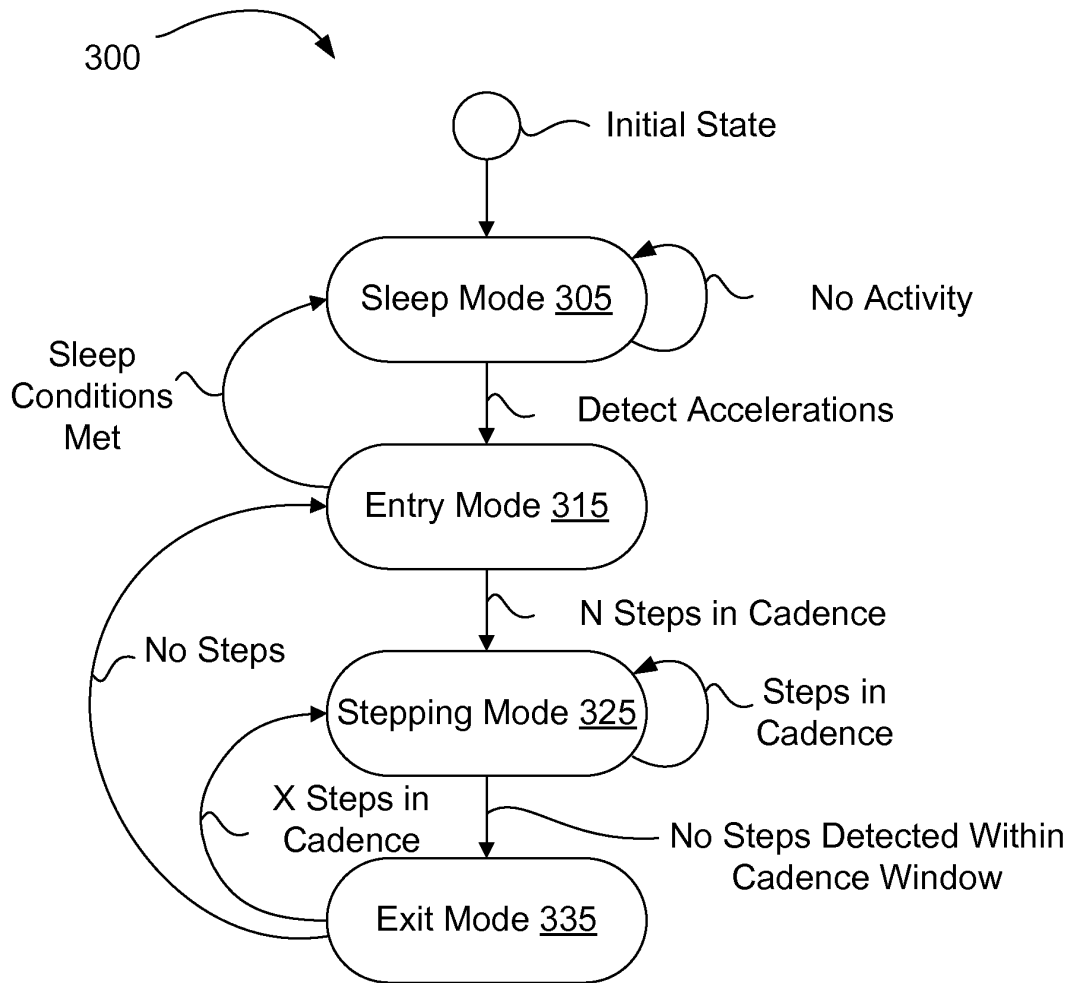 300
Initial State
Sleep Mode 305
No Activity
Sleep
Conditions
Met
Detect Accelerations
Entry Mode 315
N Steps in Cadence
No Steps
Stepping Mode 325
Steps in
Cadence
X Steps in
Cadence
No Steps Detected Within
Cadence Window
Exit Mode 335